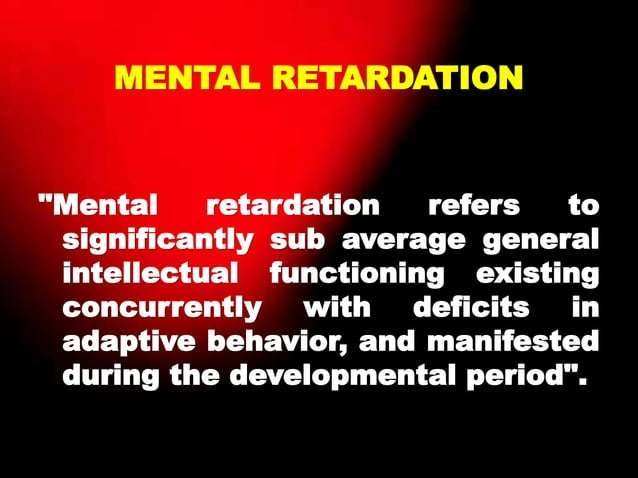 MENTAL RETARDATION
"Mental retardation refers to
significantly sub average general
intellectual functioning existing
concurrently with deficits in
adaptive behavior, and manifested
during the developmental period".